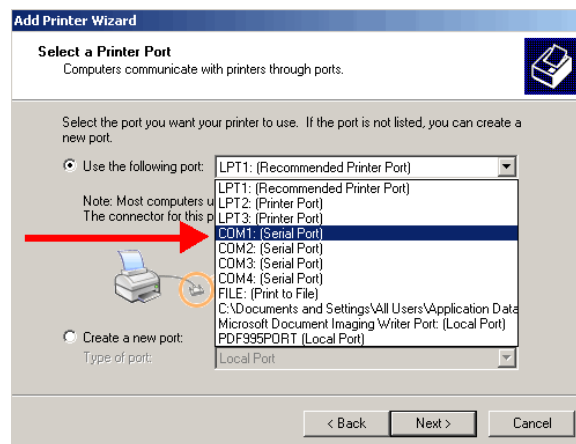 Add Printer Wizard
Select a Printer Port
Computers communicate with printers through ports.
Select the port you want your printer to use. If the port is not listed, you can create a
new port.
Use the following port: LPT1: (Recommended Printer Port)
LPT1: (Recommended Printer Port)
Note: Most computers u
LPT2: (Printer Port)
The connector for this p
LPT3: (Printer Port)
COM1: (Serial Port)
COM2: (Serial Port)
COM3: (Serial Port)
COM4: (Serial Port)
FILE: (Print to File)
C:\Documents and Settings\All Users\Application Data
Microsoft Document Imaging Writer Port: (Local Port)
PDF995PORT (Local Port)
Create a new port:
Type of port: Local Port
< Back Next > Cancel